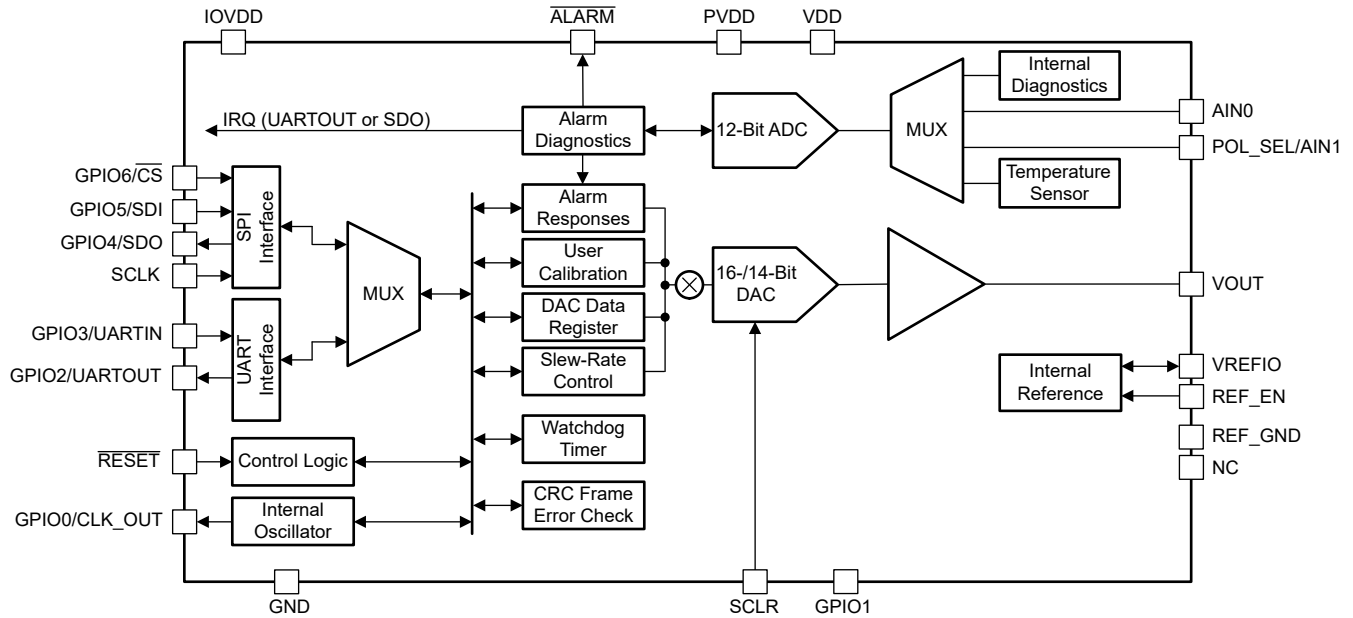 IOVDD
ALARM
PVDD
VDD
Internal
Diagnostics
AIN0
IRQ (UARTOUT or SDO)
Alarm
Diagnostics
12-Bit ADC
MUX
POL_SEL/AIN1
GPIO6/CS
Temperature
Sensor
Alarm
Responses
GPIO5/SDI
SPI
Interface
GPIO4/SDO
User
Calibration
SCLK
MUX
16-/14-Bit
DAC
VOUT
DAC Data
Register
GPIO3/UARTIN
UART
Interface
Slew-Rate
Control
GPIO2/UARTOUT
Internal
Reference
VREFIO
REF_EN
Watchdog
Timer
REF_GND
RESET
Control Logic
NC
CRC Frame
Error Check
GPIO0/CLK_OUT
Internal
Oscillator
GND
SCLR
GPIO1